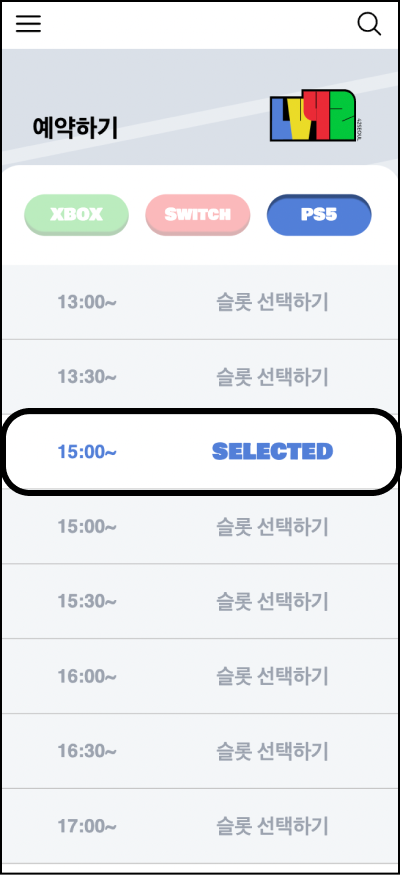 예약하기
4242
42SEOUL
XBOX
SWITCH
PS5
13:00~ 슬롯 선택하기
13:30~ 슬롯 선택하기
15:00~ SELECTED
15:00~ 슬롯 선택하기
15:30~ 슬롯 선택하기
16:00~ 슬롯 선택하기
16:30~ 슬롯 선택하기
17:00~ 슬롯 선택하기